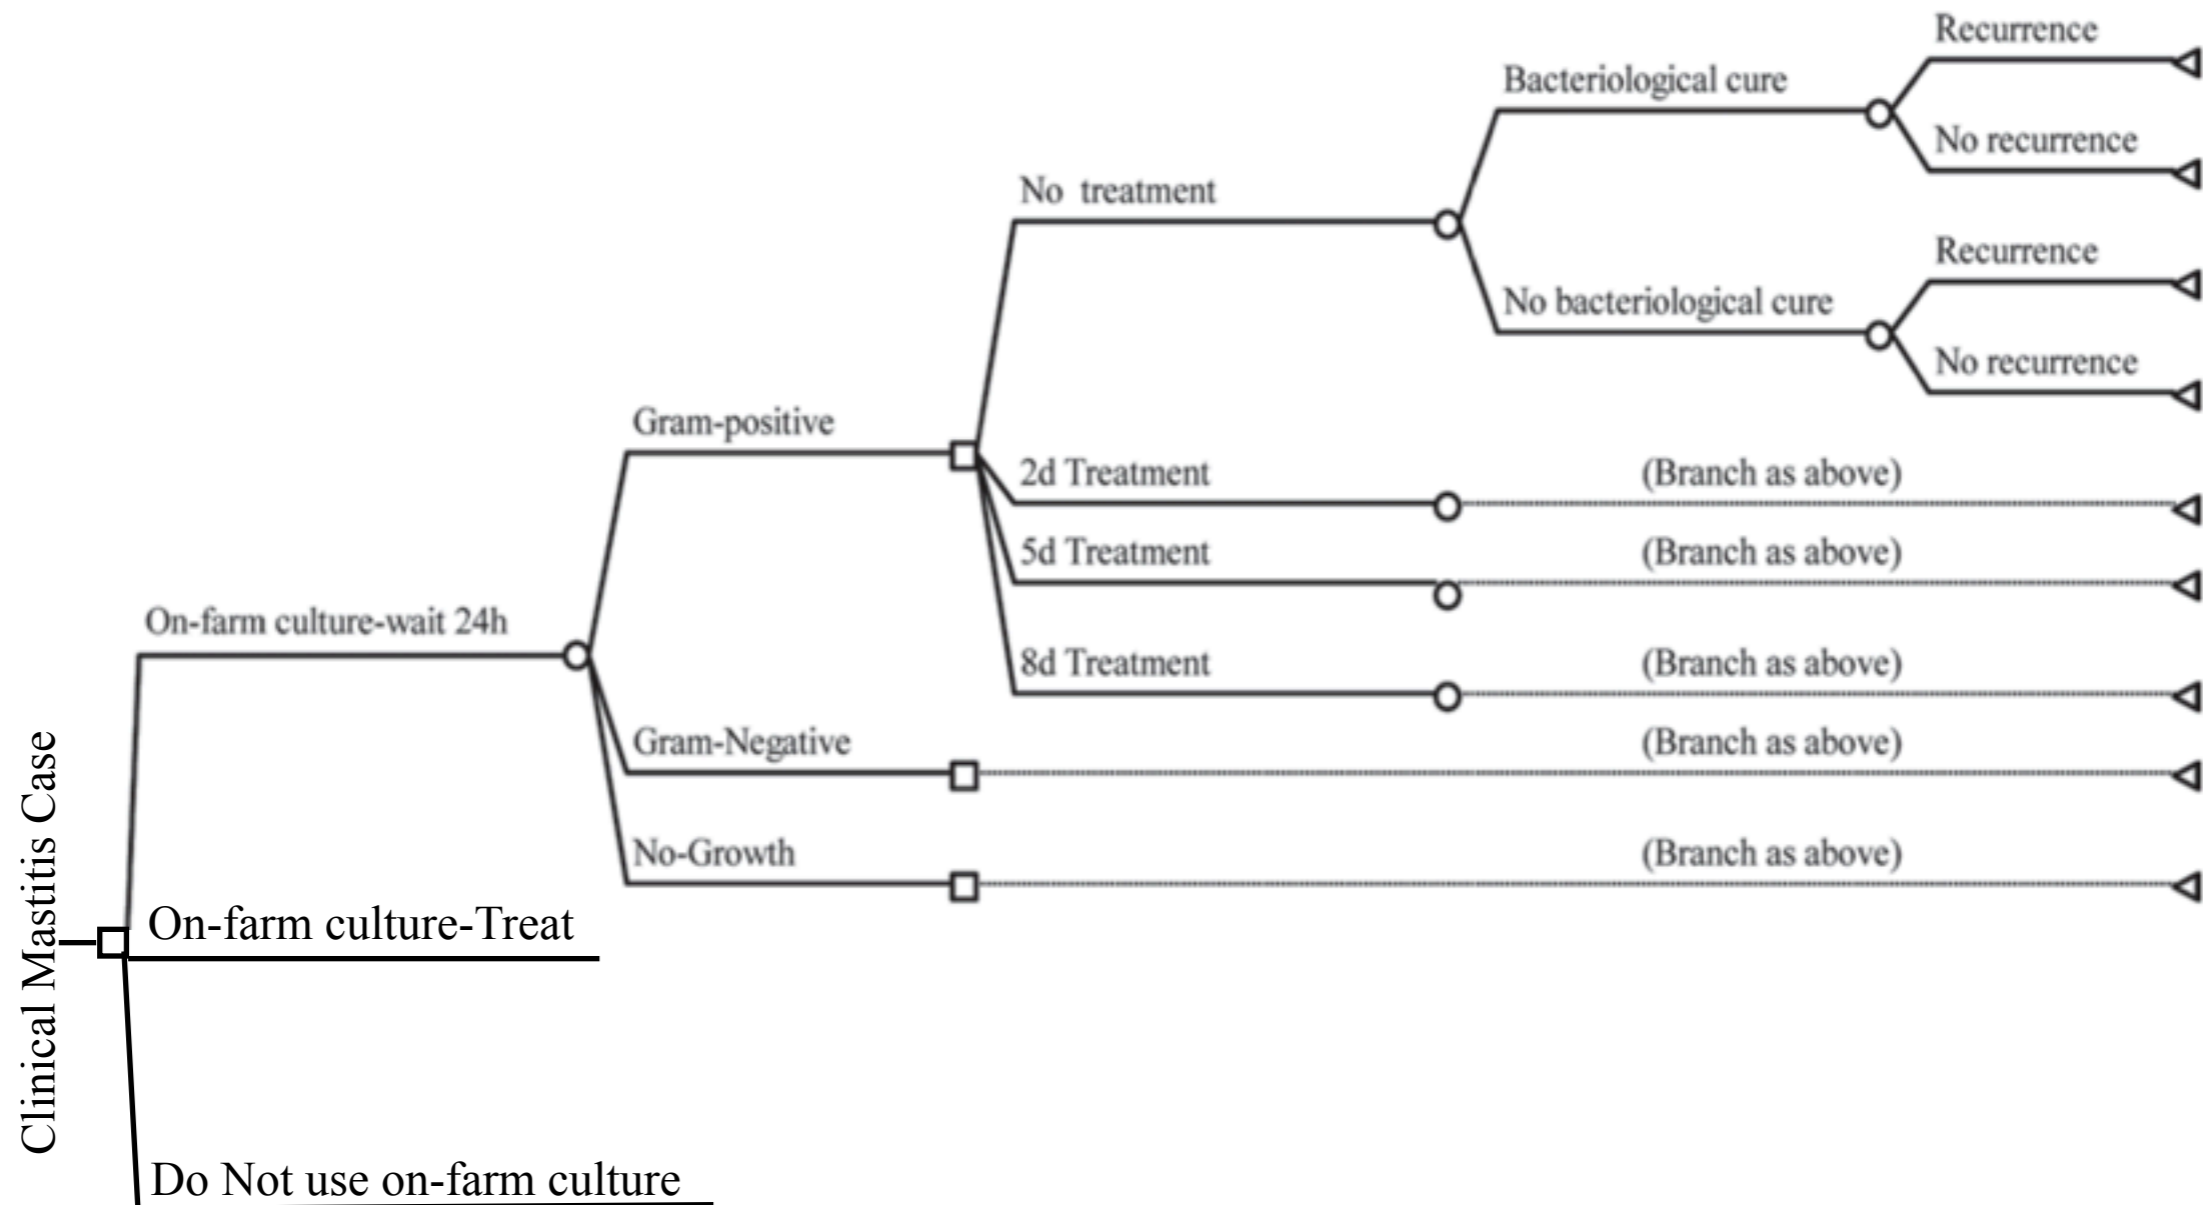 Recurrence
Bacteriological cure
No recurrence
No treatment
Recurrence
No bacteriological cure
No recurrence
Gram-positive
2d Treatment (Branch as above)
5d Treatment (Branch as above)
On-farm culture-wait 24h
8d Treatment (Branch as above)
Gram-Negative (Branch as above)
No-Growth (Branch as above)
Clinical Mastitis Case
On-farm culture-Treat
Do Not use on-farm culture